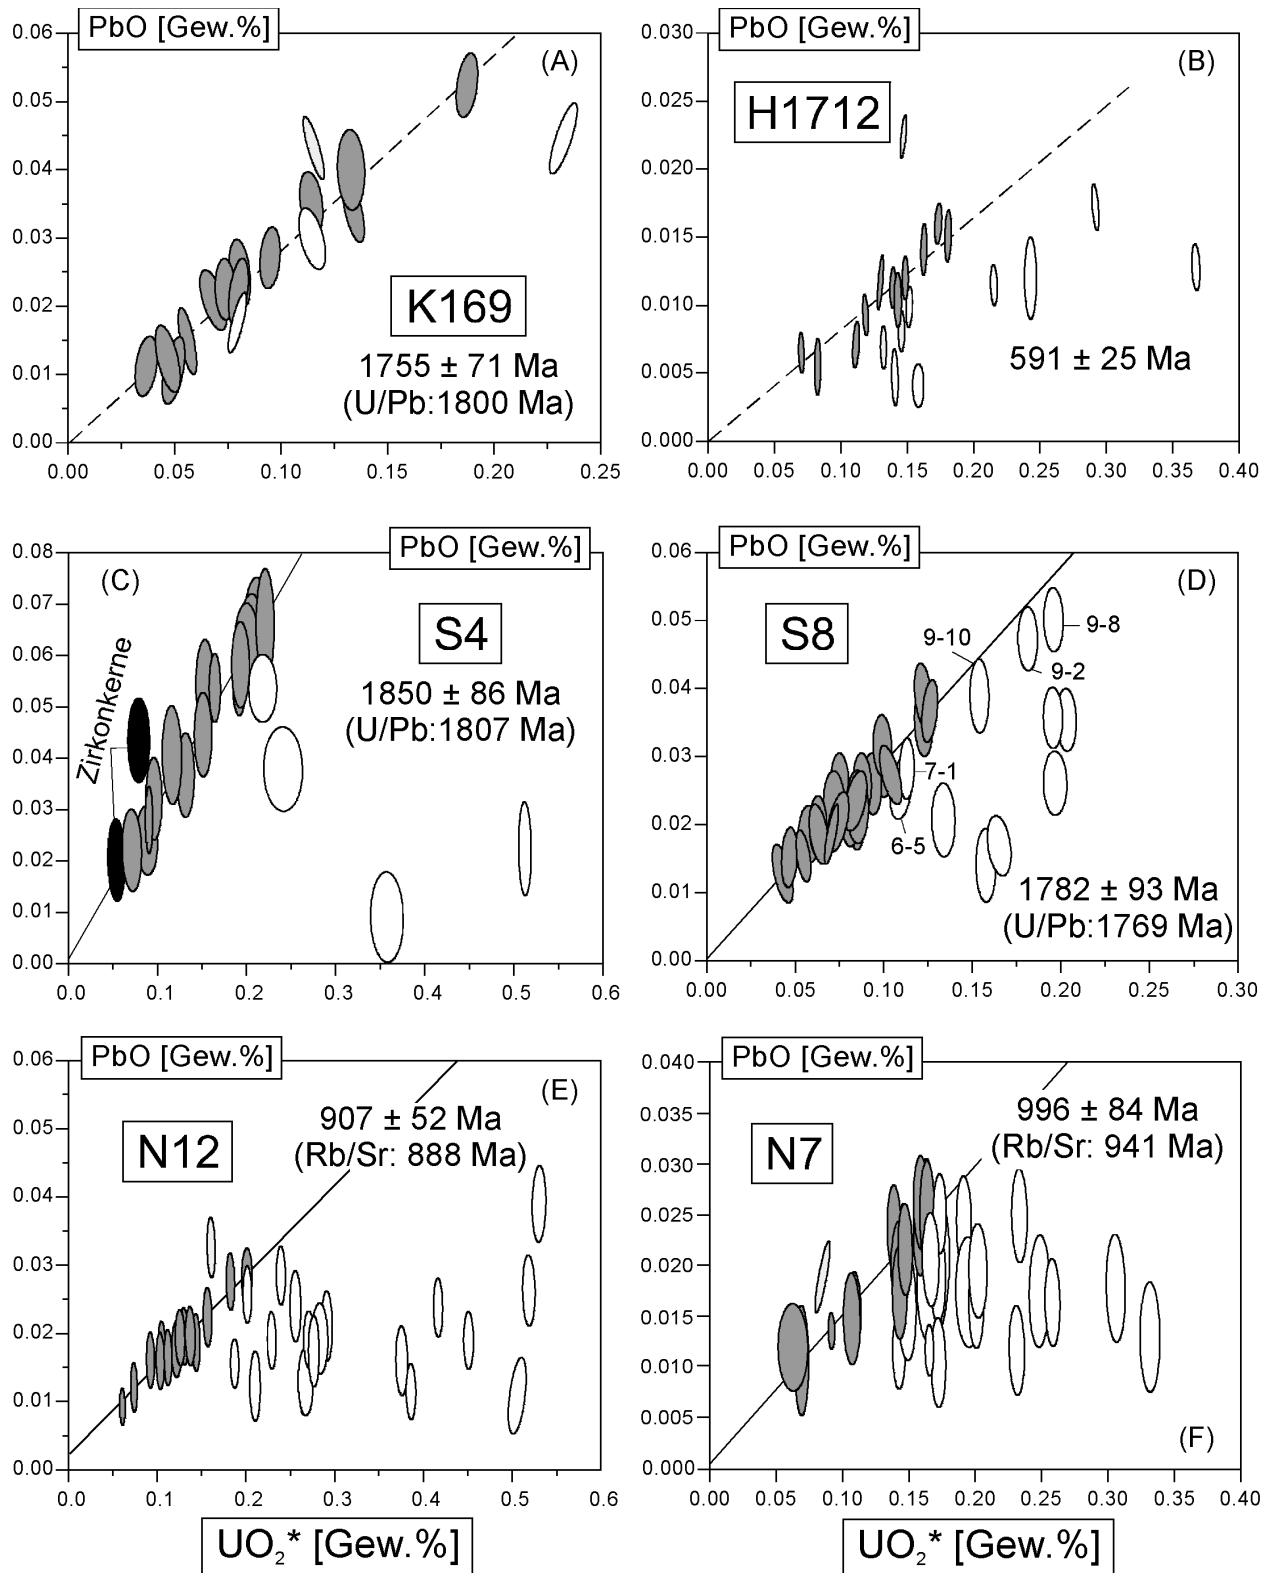 PbO [Gew.%]
(A)
0.06
0.05
0.04
0.03
0.02
0.01
0.00
K169
1755 ± 71 Ma
(U/Pb:1800 Ma)
0.00 0.05 0.10 0.15 0.20 0.25
PbO [Gew.%]
(B)
0.030
0.025
0.020
0.015
0.010
0.005
0.000
H1712
591 ± 25 Ma
0.00 0.05 0.10 0.15 0.20 0.25 0.30 0.35 0.40
PbO [Gew.%]
(C)
0.08
0.07
0.06
0.05
0.04
0.03
0.02
0.01
0.00
Zirkonkerne
S4
1850 ± 86 Ma
(U/Pb:1807 Ma)
0.0 0.1 0.2 0.3 0.4 0.5 0.6
PbO [Gew.%]
(D)
0.06
0.05
0.04
0.03
0.02
0.01
0.00
S8
9-10
9-8
9-2
7-1
6-5
1782 ± 93 Ma
(U/Pb:1769 Ma)
0.00 0.05 0.10 0.15 0.20 0.25 0.30
PbO [Gew.%]
(E)
0.06
0.05
0.04
0.03
0.02
0.01
0.00
N12
907 ± 52 Ma
(Rb/Sr: 888 Ma)
0.0 0.1 0.2 0.3 0.4 0.5 0.6
UO₂* [Gew.%]
PbO [Gew.%]
0.040
0.035
0.030
0.025
0.020
0.015
0.010
0.005
0.000
N7
996 ± 84 Ma
(Rb/Sr: 941 Ma)
(F)
0.00 0.05 0.10 0.15 0.20 0.25 0.30 0.35 0.40
UO₂* [Gew.%]